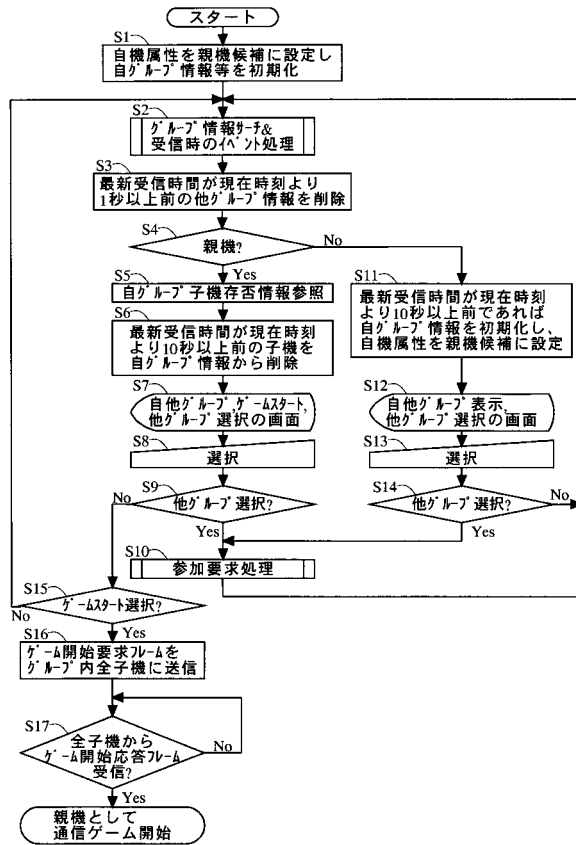 スタート
S1
自機属性を親機候補に設定し
自グループ情報等を初期化
S2
グループ情報サーチ&
受信時のイベント処理
S3
最新受信時間が現在時刻より
1秒以上前の他グループ情報を削除
S4
親機?
No
Yes
S5
自グループ子機存否情報参照
S6
最新受信時間が現在時刻
より10秒以上前の子機を
自グループ情報から削除
S7
自他グループ,ゲームスタート,
他グループ選択の画面
S8
選択
S9
他グループ選択?
No
Yes
S11
最新受信時間が現在時刻
より10秒以上前であれば
自グループ情報を初期化し、
自機属性を親機候補に設定
S12
自他グループ表示,
他グループ選択の画面
S13
選択
S14
他グループ選択?
No
Yes
S10
参加要求処理
S15
ゲームスタート選択?
No
Yes
S16
ゲーム開始要求フレームを
グループ内全子機に送信
S17
全子機から
ゲーム開始応答フレーム
受信?
No
Yes
親機として
通信ゲーム開始